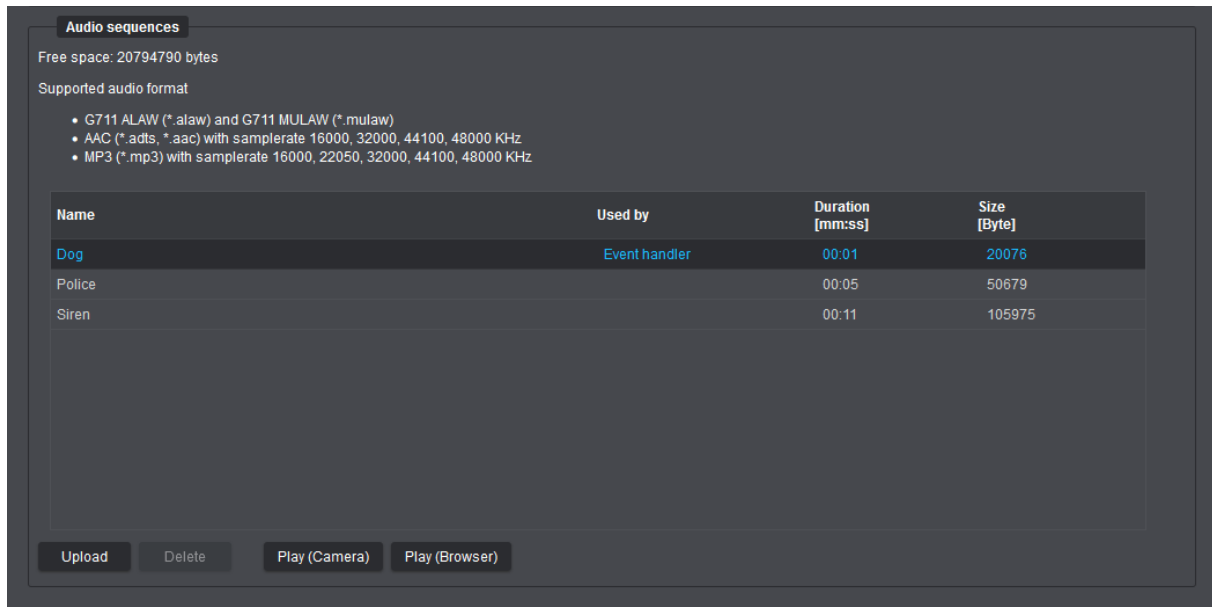 Audio sequences
Free space: 20794790 bytes
Supported audio format
• G711 ALAW (*.alaw) and G711 MULAW (*.mulaw)
• AAC (*.adts, *.aac) with samplerate 16000, 32000, 44100, 48000 KHz
• MP3 (*.mp3) with samplerate 16000, 22050, 32000, 44100, 48000 KHz
Name Used by Duration [mm:ss] Size [Byte]
Dog Event handler 00:01 20076
Police 00:05 50679
Siren 00:11 105975
Upload Delete Play (Camera) Play (Browser)